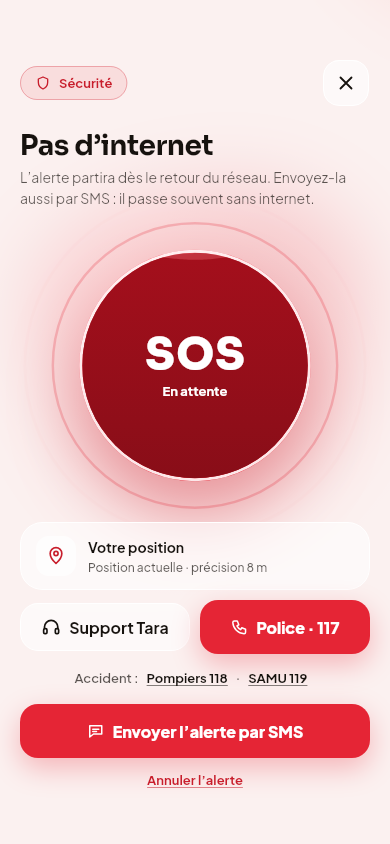 Sécurité
Pas d’internet
L’alerte partira dès le retour du réseau. Envoyez-la
aussi par SMS : il passe souvent sans internet.
SOS
En attente
Votre position
Position actuelle · précision 8 m
Support Tara
Police · 117
Accident : Pompiers 118 · SAMU 119
Envoyer l’alerte par SMS
Annuler l’alerte